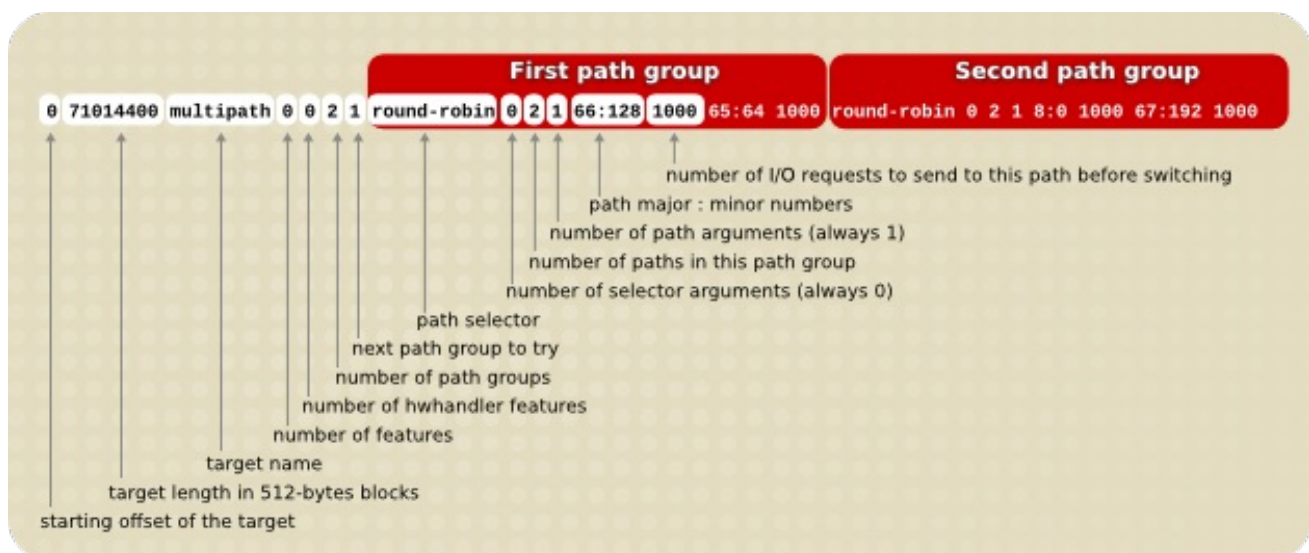 First path group Second path group
0 71014400 multipath 0 0 2 1 round-robin 0 2 1 66:128 1000 65:64 1000 round-robin 0 2 1 8:0 1000 67:192 1000
number of I/O requests to send to this path before switching
path major : minor numbers
number of path arguments (always 1)
number of paths in this path group
number of selector arguments (always 0)
path selector
next path group to try
number of path groups
number of hwhandler features
number of features
target name
target length in 512-bytes blocks
starting offset of the target